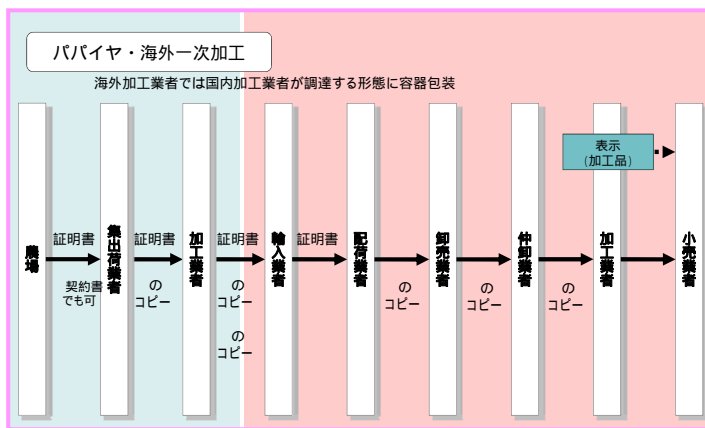 パパイヤ・海外一次加工
海外加工業者では国内加工業者が調達する形態に容器包装
表示
(加工品)
農場
証明書
契約書
でも可
集出荷業者
証明書
の
コピー
加工業者
証明書
の
コピー
の
コピー
輸入業者
証明書
配荷業者
の
コピー
卸売業者
の
コピー
仲卸業者
の
コピー
加工業者
小売業者